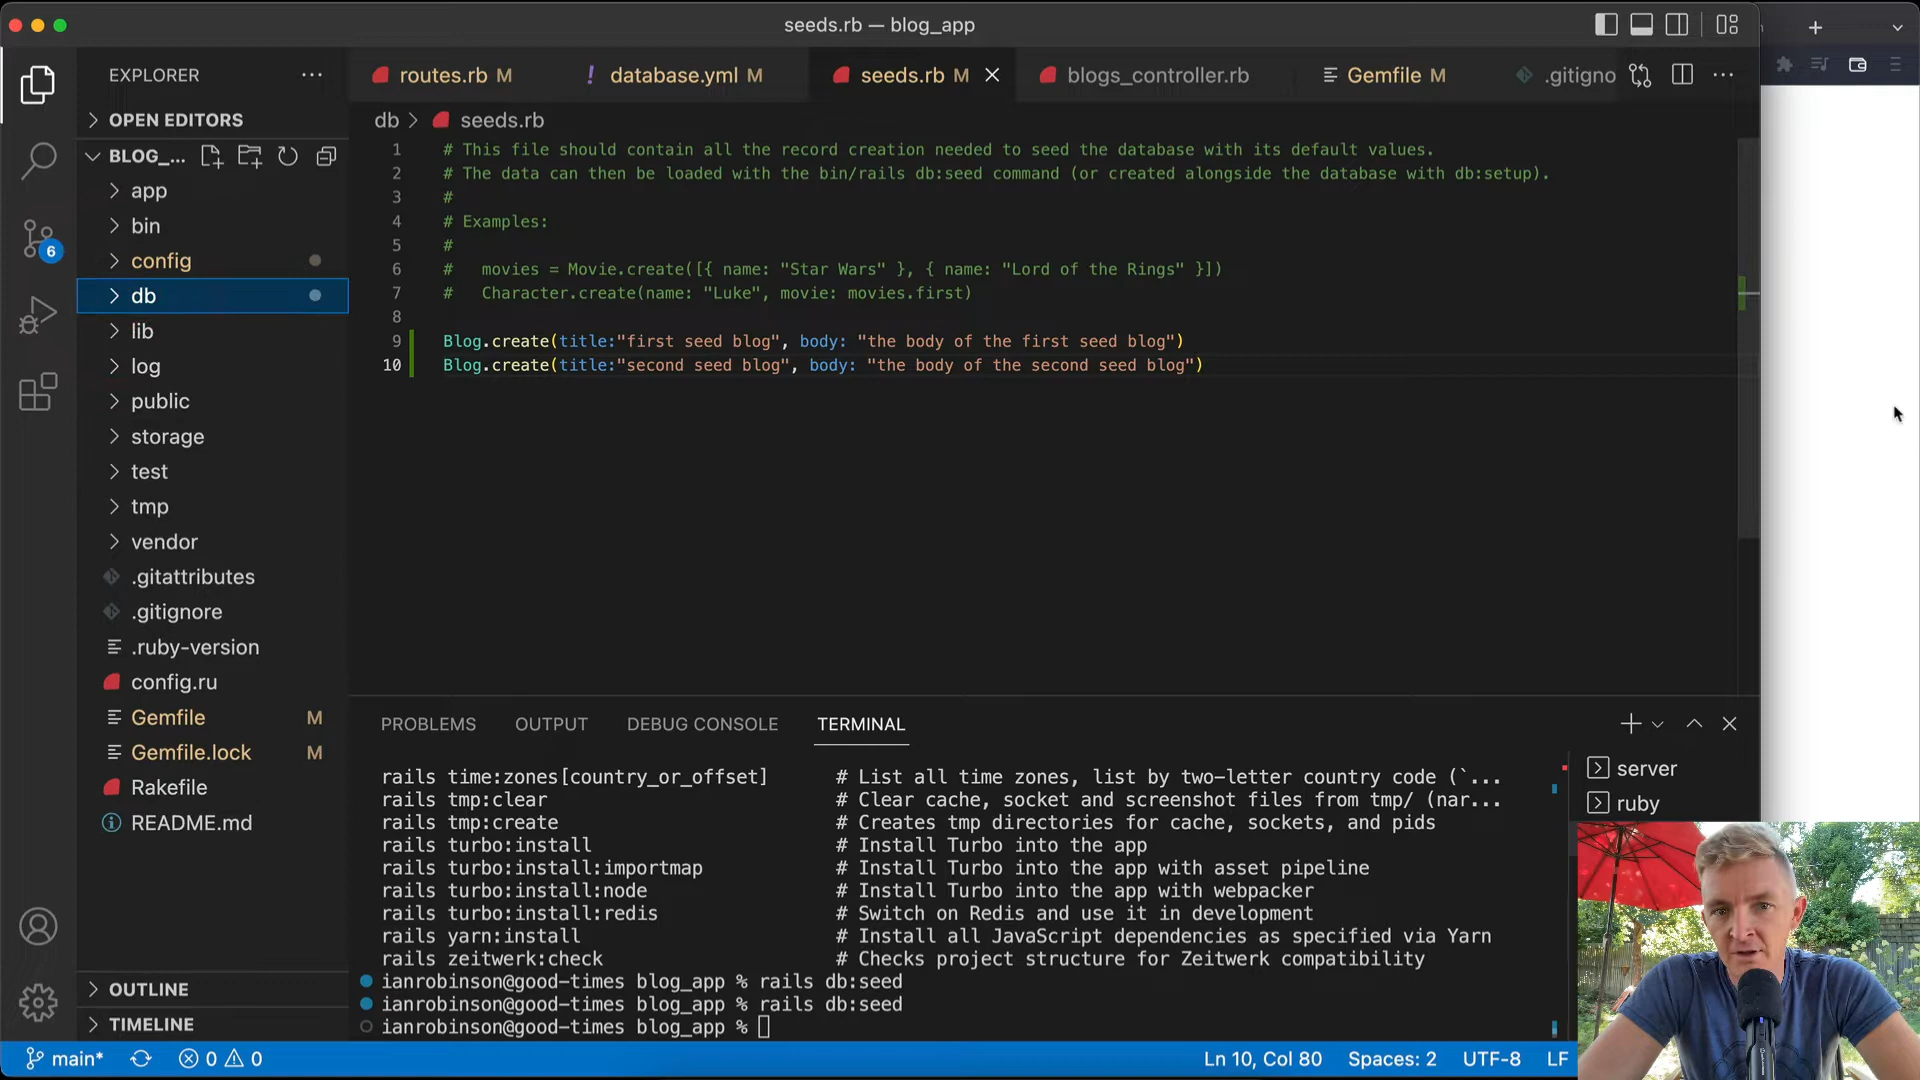 seeds.rb — blog_app
EXPLORER
OPEN EDITORS
BLOG_...
app
bin
config
db
lib
log
public
storage
test
tmp
vendor
.gitattributes
.gitignore
.ruby-version
config.ru
Gemfile M
Gemfile.lock M
Rakefile
README.md
OUTLINE
TIMELINE
6
routes.rb M
! database.yml M
seeds.rb M
blogs_controller.rb
Gemfile M
.gitigno
db > seeds.rb
1 # This file should contain all the record creation needed to seed the database with its default values.
2 # The data can then be loaded with the bin/rails db:seed command (or created alongside the database with db:setup).
3 #
4 # Examples:
5 #
6 #   movies = Movie.create([{ name: "Star Wars" }, { name: "Lord of the Rings" }])
7 #   Character.create(name: "Luke", movie: movies.first)
8
9 Blog.create(title:"first seed blog", body: "the body of the first seed blog")
10 Blog.create(title:"second seed blog", body: "the body of the second seed blog")
PROBLEMS OUTPUT DEBUG CONSOLE TERMINAL
rails time:zones[country_or_offset] # List all time zones, list by two-letter country code (`...
rails tmp:clear # Clear cache, socket and screenshot files from tmp/ (nar...
rails tmp:create # Creates tmp directories for cache, sockets, and pids
rails turbo:install # Install Turbo into the app
rails turbo:install:importmap # Install Turbo into the app with asset pipeline
rails turbo:install:node # Install Turbo into the app with webpacker
rails turbo:install:redis # Switch on Redis and use it in development
rails yarn:install # Install all JavaScript dependencies as specified via Yarn
rails zeitwerk:check # Checks project structure for Zeitwerk compatibility
ianrobinson@good-times blog_app % rails db:seed
ianrobinson@good-times blog_app % rails db:seed
ianrobinson@good-times blog_app %
server
ruby
main* 0 0 Ln 10, Col 80 Spaces: 2 UTF-8 LF